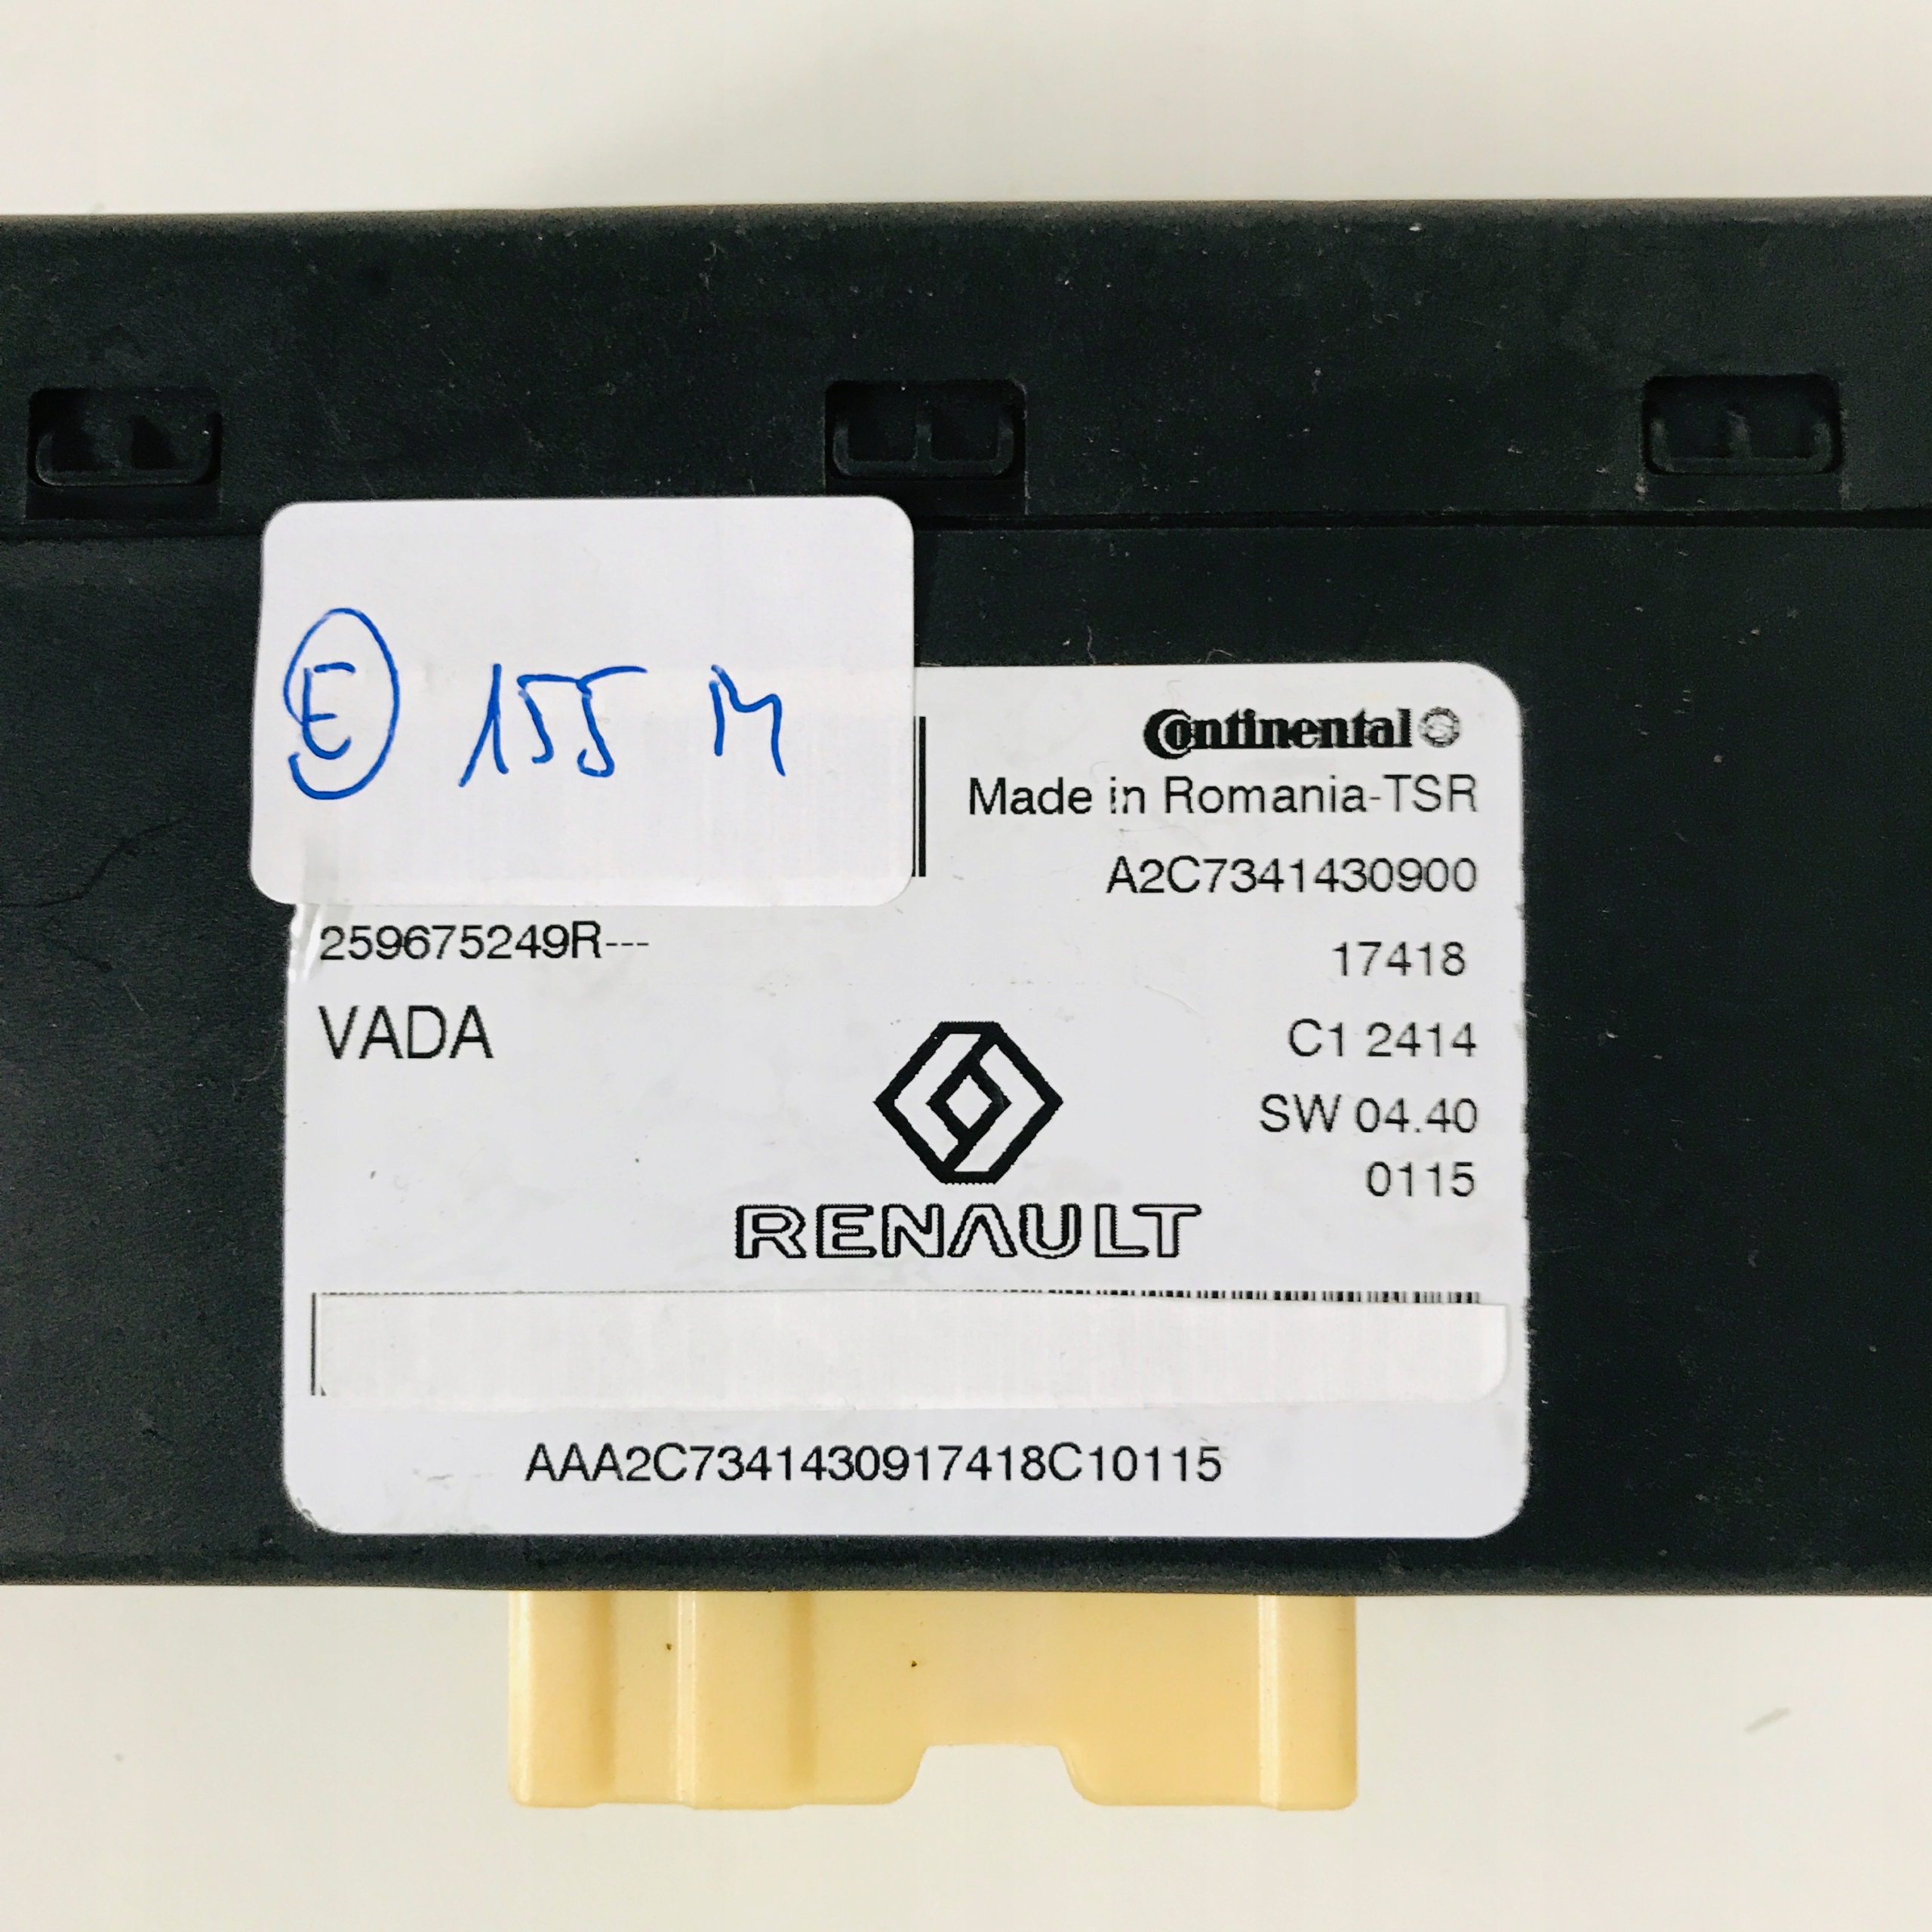 E 155 M
Continental
Made in Romania-TSR
A2C7341430900
259675249R---
17418
VADA
C1 2414
SW 04.40
0115
RENAULT
AAA2C7341430917418C10115